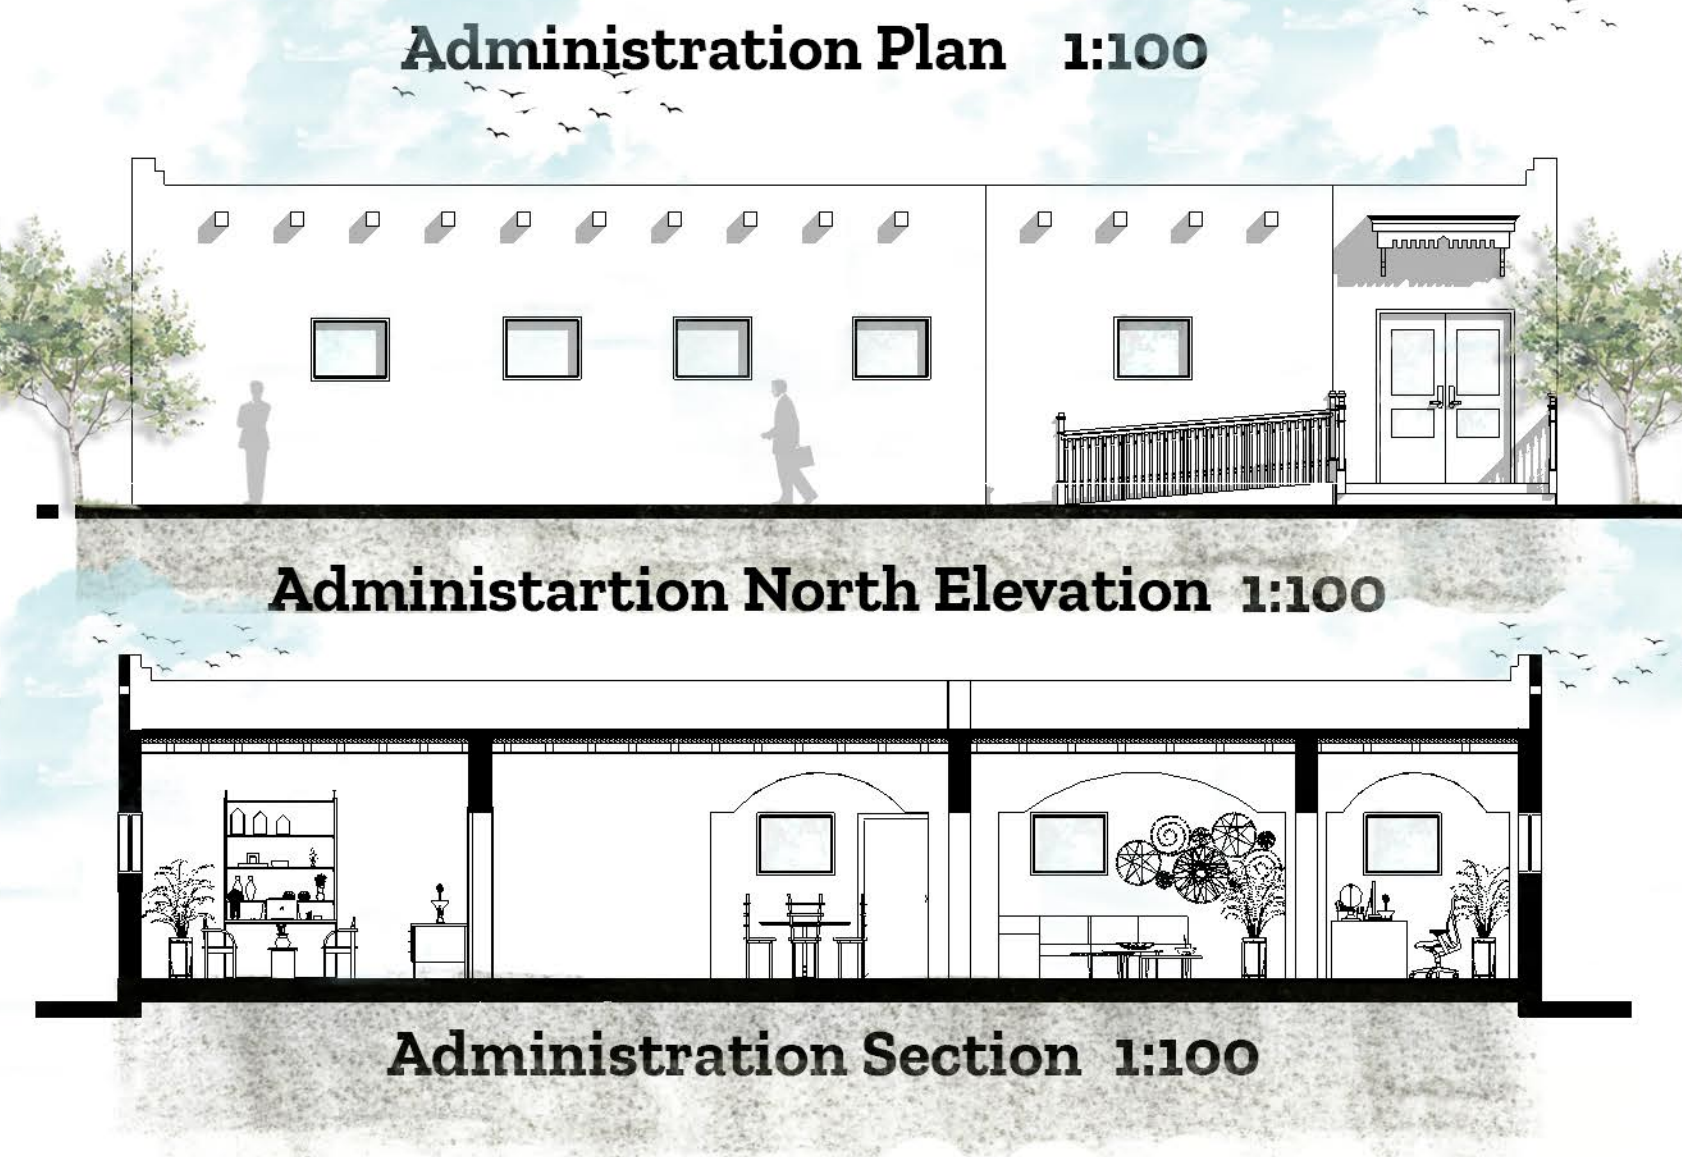 Administration Plan 1:100
Administartion North Elevation 1:100
Administration Section 1:100